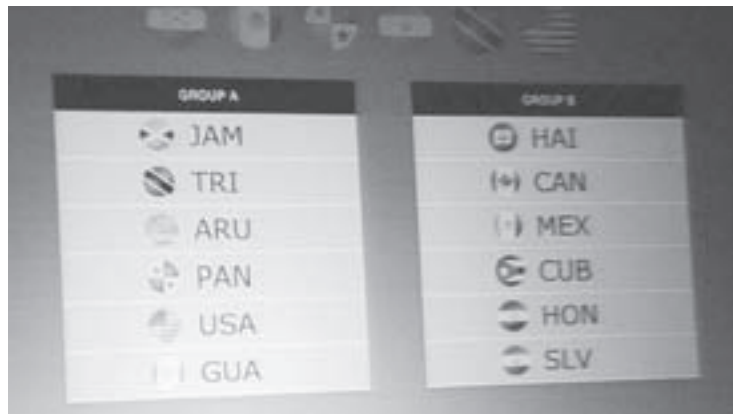 GROUP A
JAM
TRI
ARU
PAN
USA
GUA
GROUP B
HAI
CAN
MEX
CUB
HON
SLV